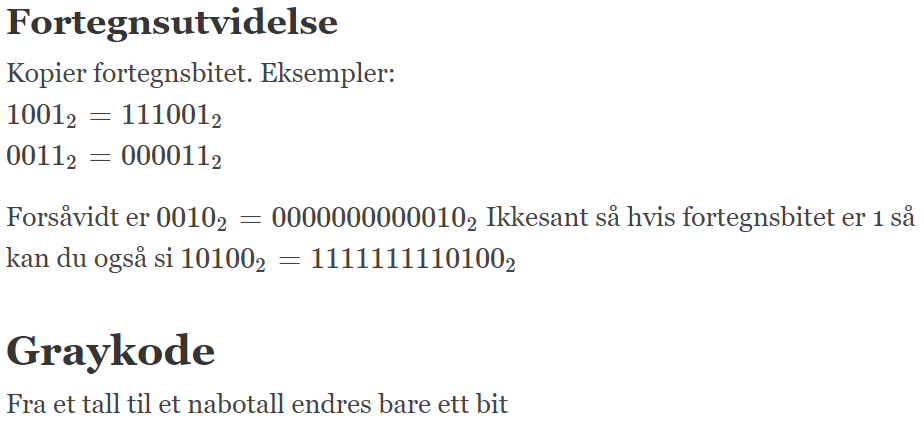 Fortegnsutvidelse
Kopier fortegnsbitet. Eksempler:
1001₂ = 111001₂
0011₂ = 000011₂
Forsåvidt er 0010₂ = 0000000000010₂ Ikkesant så hvis fortegnsbitet er 1 så
kan du også si 10100₂ = 1111111110100₂
Graykode
Fra et tall til et nabotall endres bare ett bit